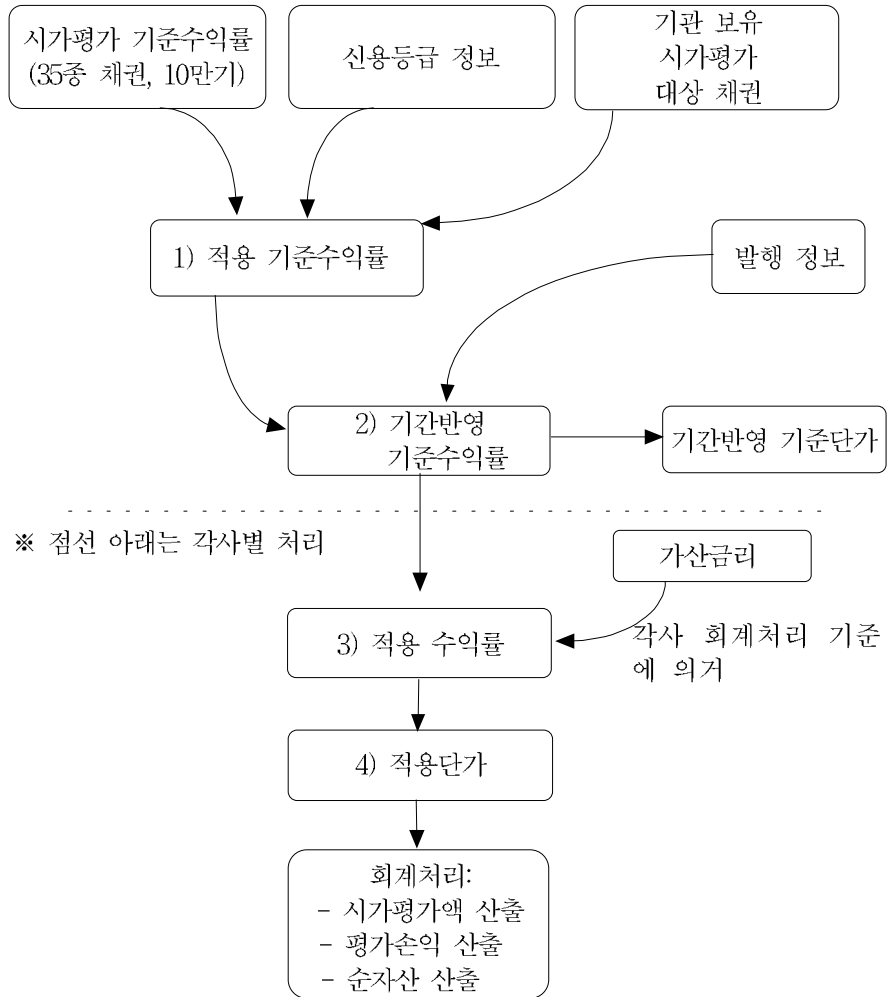 시가평가 기준수익률
(35종 채권, 10만기)
신용등급 정보
기관 보유
시가평가
대상 채권
1) 적용 기준수익률
발행 정보
2) 기간반영
기준수익률
기간반영 기준단가
※ 점선 아래는 각사별 처리
가산금리
3) 적용 수익률
각사 회계처리 기준
에 의거
4) 적용단가
회계처리:
- 시가평가액 산출
- 평가손익 산출
- 순자산 산출